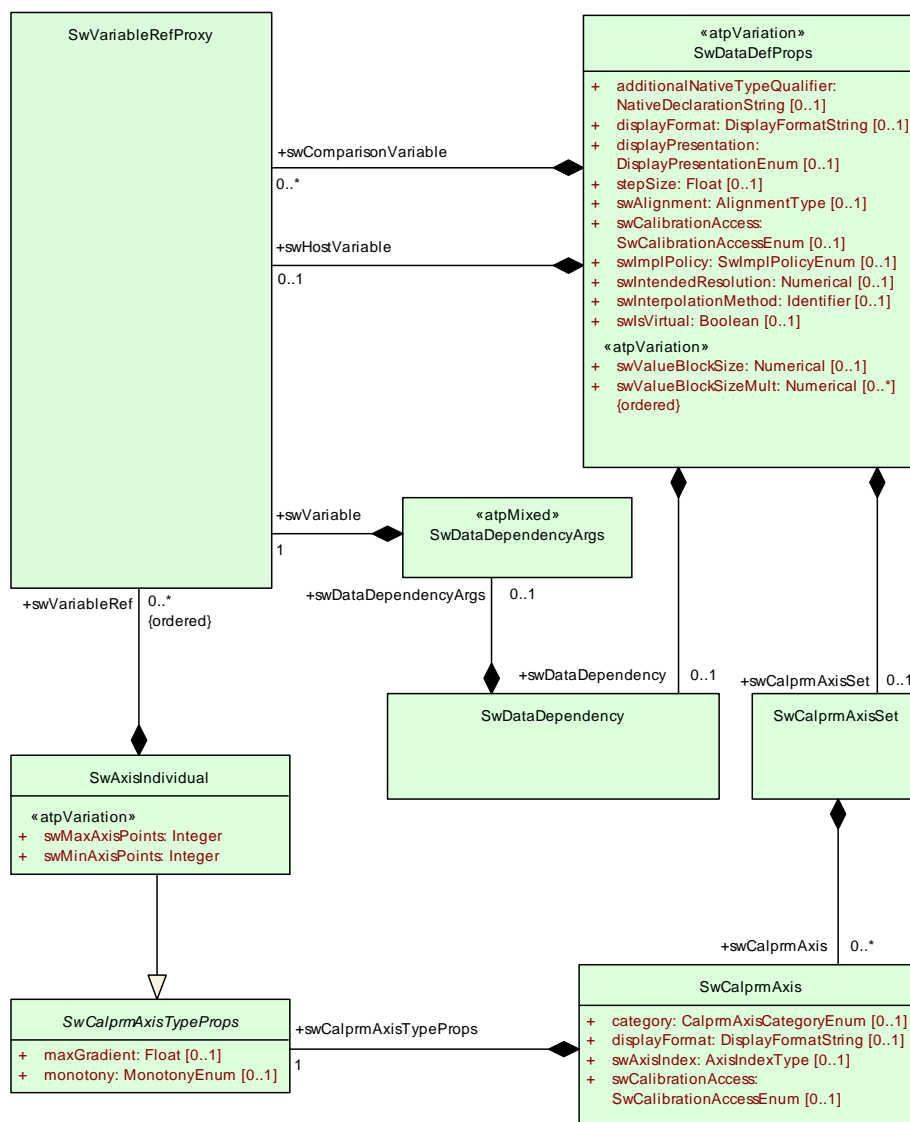 SwVariableRefProxy
«atpVariation»
SwDataDefProps
+ additionalNativeTypeQualifier:
NativeDeclarationString [0..1]
+ displayFormat: DisplayFormatString [0..1]
+ displayPresentation:
DisplayPresentationEnum [0..1]
+ stepSize: Float [0..1]
+ swAlignment: AlignmentType [0..1]
+ swCalibrationAccess:
SwCalibrationAccessEnum [0..1]
+ swImplPolicy: SwImplPolicyEnum [0..1]
+ swIntendedResolution: Numerical [0..1]
+ swInterpolationMethod: Identifier [0..1]
+ swIsVirtual: Boolean [0..1]
«atpVariation»
+ swValueBlockSize: Numerical [0..1]
+ swValueBlockSizeMult: Numerical [0..*]
{ordered}
+swComparisonVariable
0..*
+swHostVariable
0..1
+swVariable
1
«atpMixed»
SwDataDependencyArgs
+swVariableRef
0..*
{ordered}
+swDataDependencyArgs
0..1
+swDataDependency
0..1
+swCalprmAxisSet
0..1
SwDataDependency
SwCalprmAxisSet
SwAxisIndividual
«atpVariation»
+ swMaxAxisPoints: Integer
+ swMinAxisPoints: Integer
+swCalprmAxis
0..*
SwCalprmAxisTypeProps
+ maxGradient: Float [0..1]
+ monotony: MonotonyEnum [0..1]
+swCalprmAxisTypeProps
1
SwCalprmAxis
+ category: CalprmAxisCategoryEnum [0..1]
+ displayFormat: DisplayFormatString [0..1]
+ swAxisIndex: AxisIndexType [0..1]
+ swCalibrationAccess:
SwCalibrationAccessEnum [0..1]